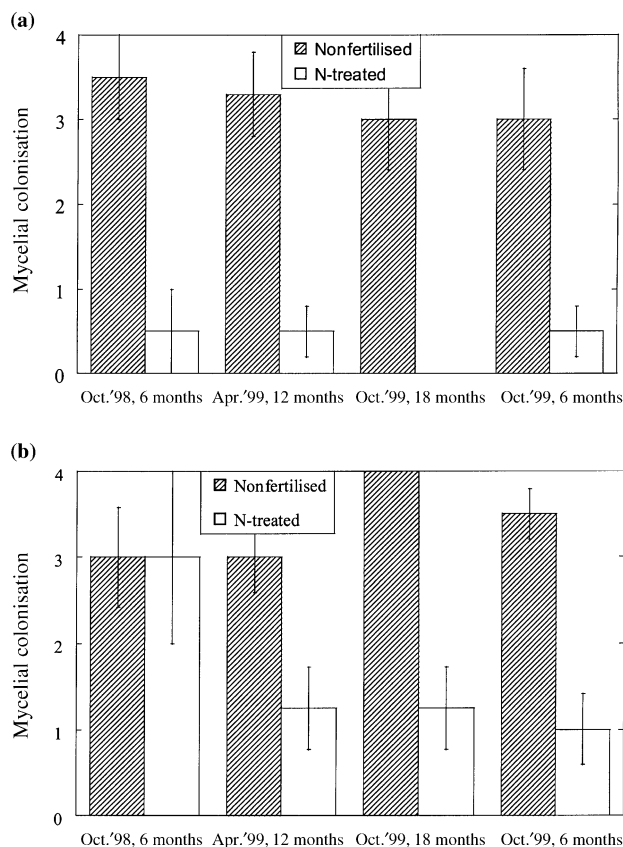 (a)
4
3
2
1
0
Mycelial colonisation
Nonfertilised
N-treated
Oct.'98, 6 months Apr.'99, 12 months Oct.'99, 18 months Oct.'99, 6 months
(b)
4
3
2
1
0
Mycelial colonisation
Nonfertilised
N-treated
Oct.'98, 6 months Apr.'99, 12 months Oct.'99, 18 months Oct.'99, 6 months